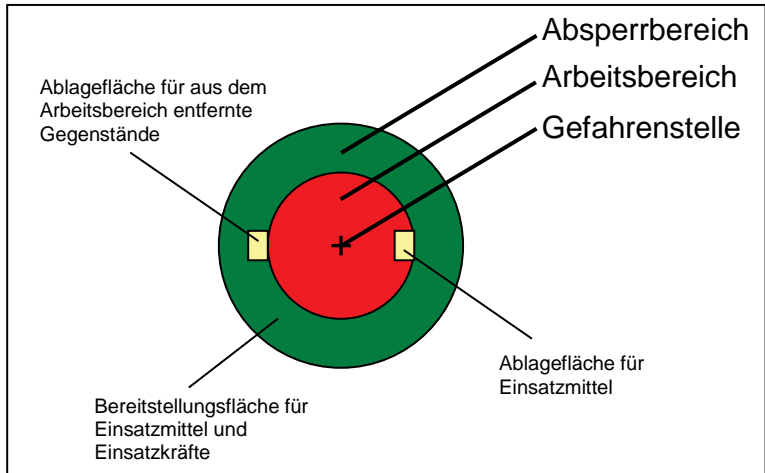 Absperrbereich
Arbeitsbereich
Gefahrenstelle
Ablagefläche für aus dem
Arbeitsbereich entfernte
Gegenstände
Ablagefläche für
Einsatzmittel
Bereitstellungsfläche für
Einsatzmittel und
Einsatzkräfte